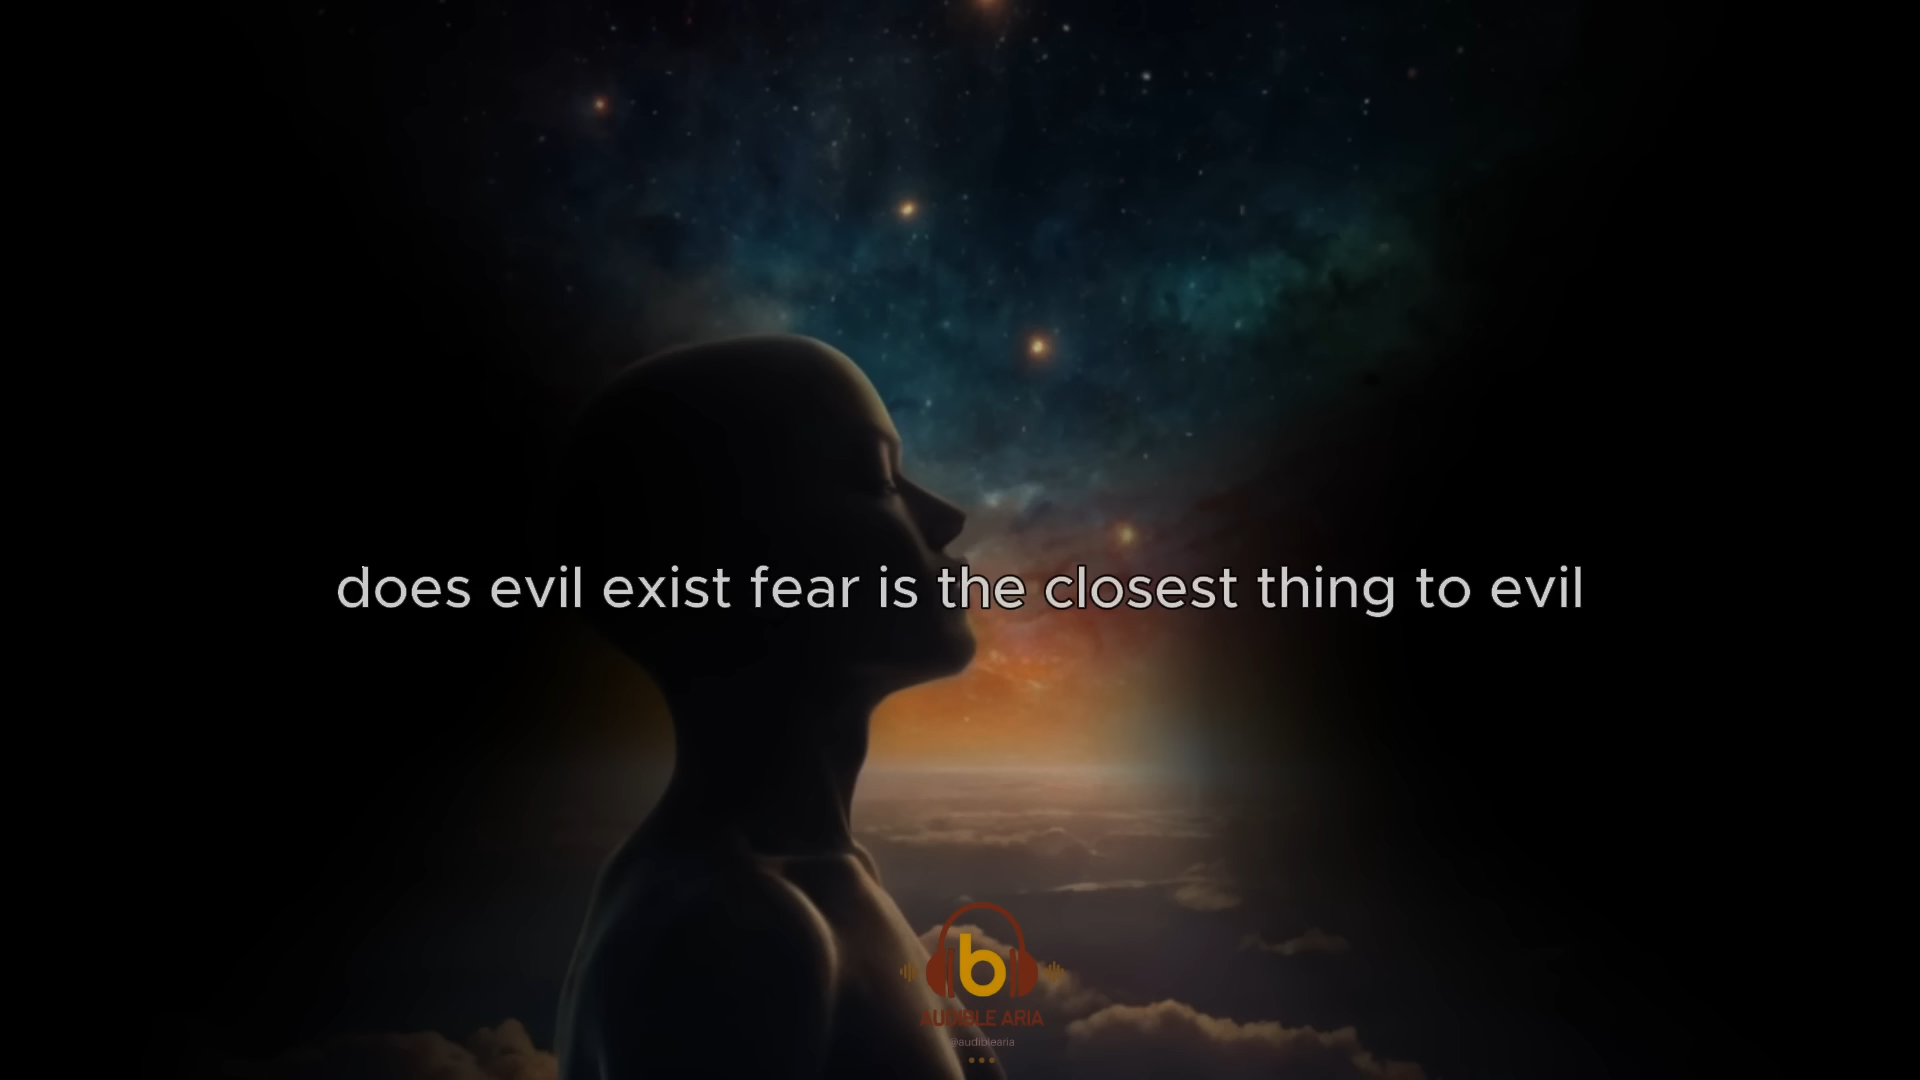 does evil exist fear is the closest thing to evil
b
AUDIBLE ARIA
@audiblearia